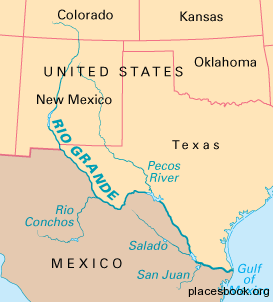 Colorado
Kansas
UNITED STATES
Oklahoma
New Mexico
RIO GRANDE
Texas
Pecos
River
Rio
Conchos
Salado
MEXICO
San Juan
Gulf
of
placesbook.org